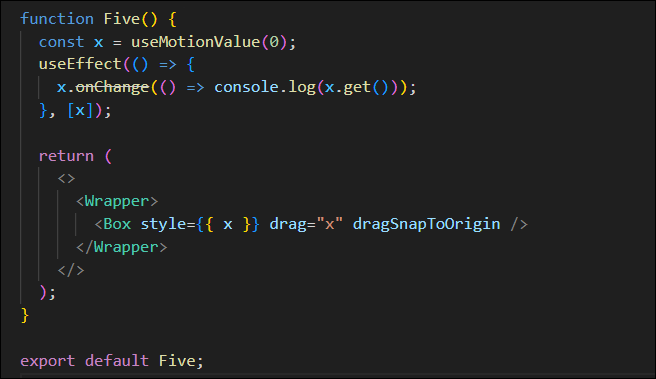 function Five() {
  const x = useMotionValue(0);
  useEffect(() => {
    x.onChange(() => console.log(x.get()));
  }, [x]);

  return (
    <>
      <Wrapper>
        <Box style={{ x }} drag="x" dragSnapToOrigin />
      </Wrapper>
    </>
  );
}

export default Five;